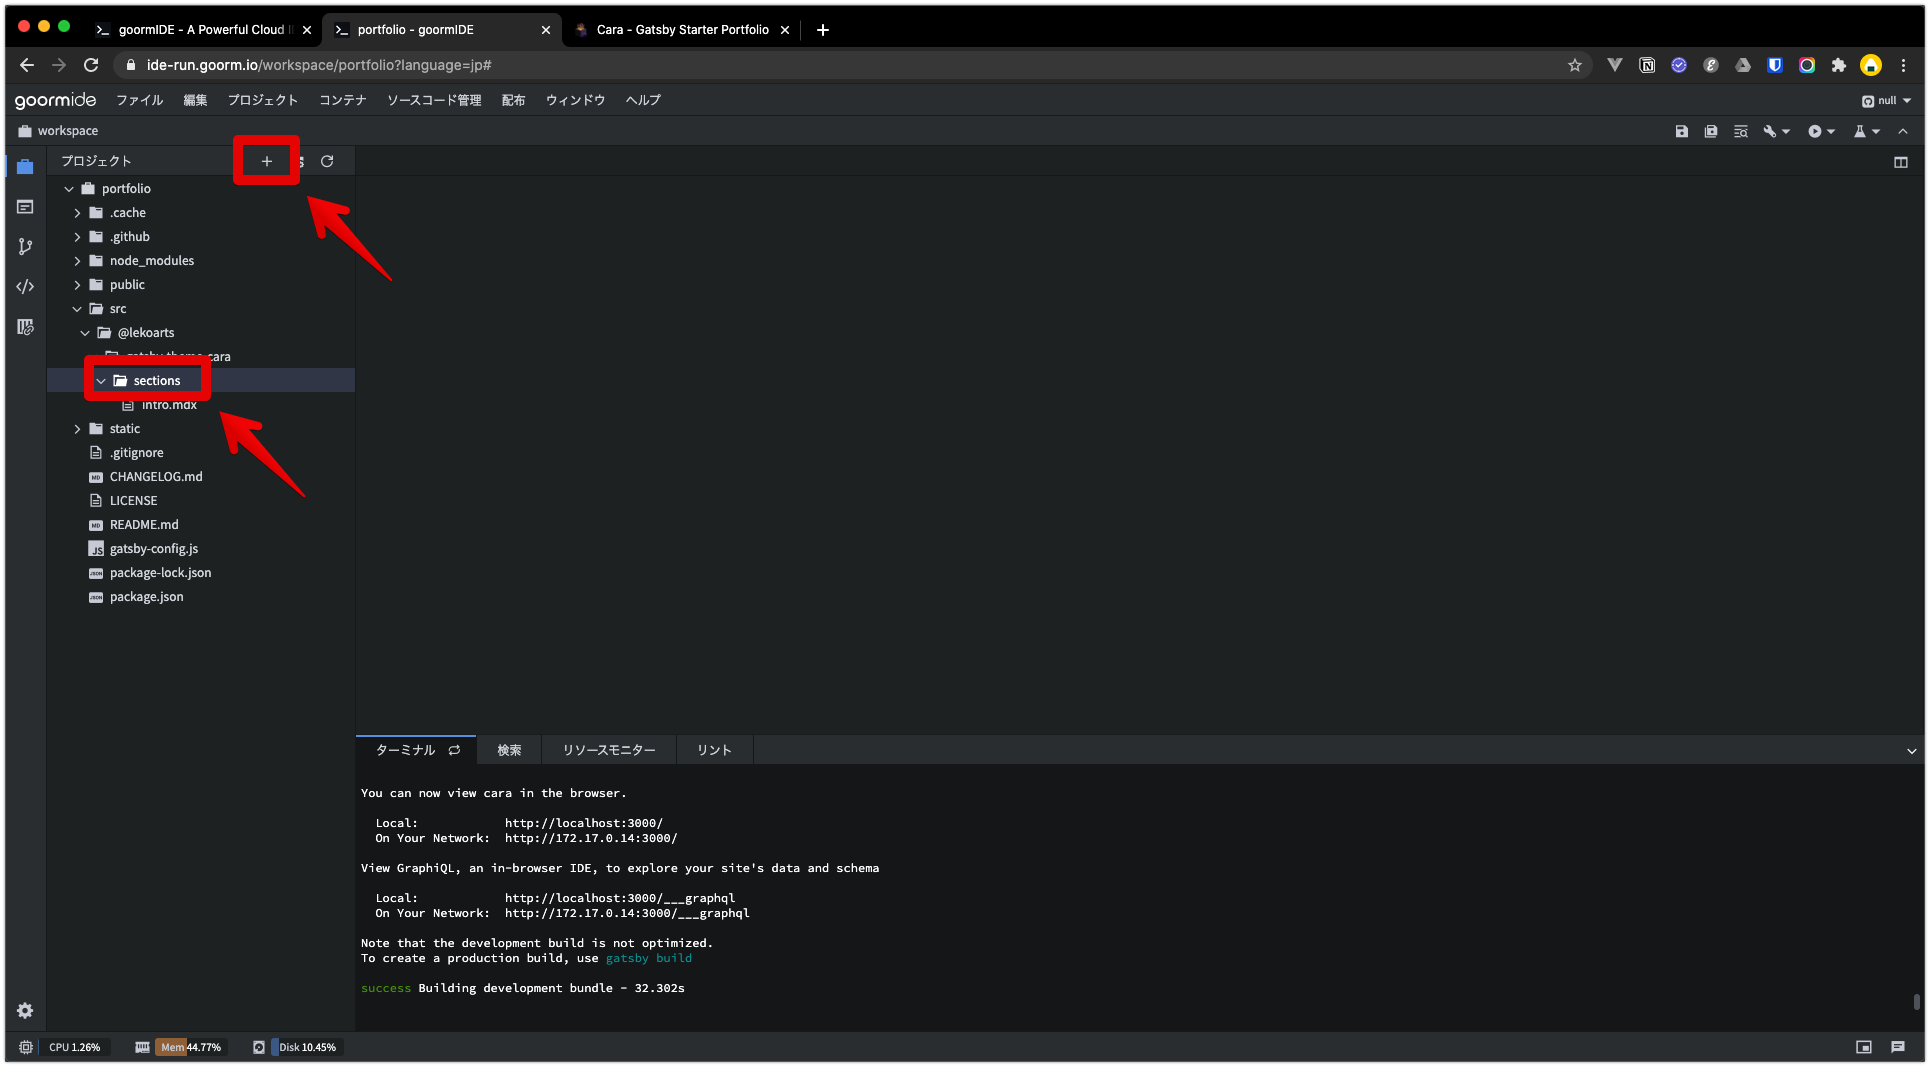 goormIDE - A Powerful Cloud I
portfolio - goormIDE
Cara - Gatsby Starter Portfolio
ide-run.goorm.io/workspace/portfolio?language=jp#
goormide ファイル 編集 プロジェクト コンテナ ソースコード管理 配布 ウィンドウ ヘルプ null
workspace
プロジェクト
portfolio
.cache
.github
node_modules
public
src
@lekoarts
gatsby-theme-cara
sections
intro.mdx
static
.gitignore
CHANGELOG.md
LICENSE
README.md
gatsby-config.js
package-lock.json
package.json
ターミナル 検索 リソースモニター リント
You can now view cara in the browser.
Local: http://localhost:3000/
On Your Network: http://172.17.0.14:3000/
View GraphiQL, an in-browser IDE, to explore your site's data and schema
Local: http://localhost:3000/___graphql
On Your Network: http://172.17.0.14:3000/___graphql
Note that the development build is not optimized.
To create a production build, use gatsby build
success Building development bundle - 32.302s
CPU 1.26% Mem 44.77% Disk 10.45%